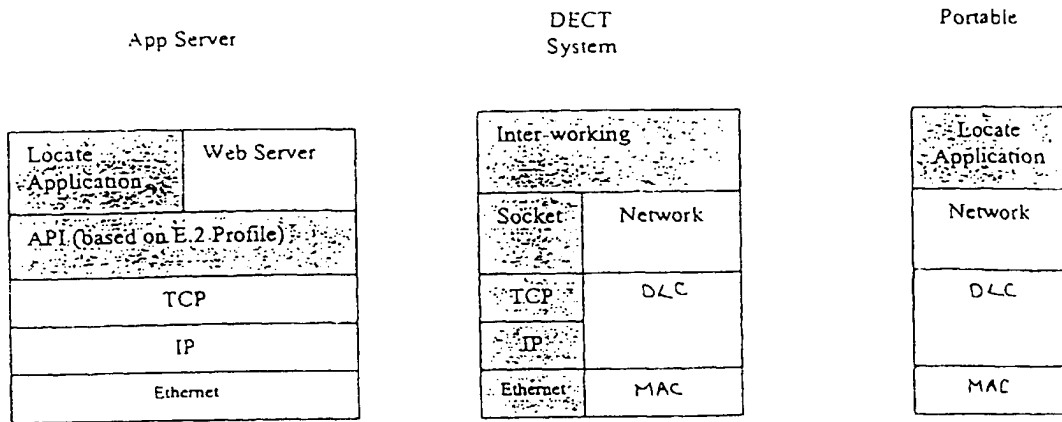 App Server
DECT
System
Portable
Locate
Application
Web Server
API (based on E.2 Profile)
TCP
IP
Ethernet
Inter-working
Socket
Network
TCP
DLC
IP
Ethernet
MAC
Locate
Application
Network
DLC
MAC